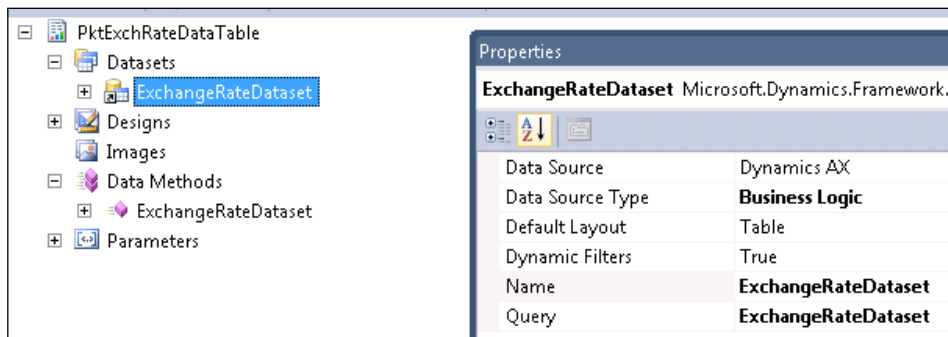 PktExchRateDataTable
Datasets
ExchangeRateDataset
Designs
Images
Data Methods
ExchangeRateDataset
Parameters
Properties
ExchangeRateDataset Microsoft.Dynamics.Framework.
Data Source Dynamics AX
Data Source Type Business Logic
Default Layout Table
Dynamic Filters True
Name ExchangeRateDataset
Query ExchangeRateDataset